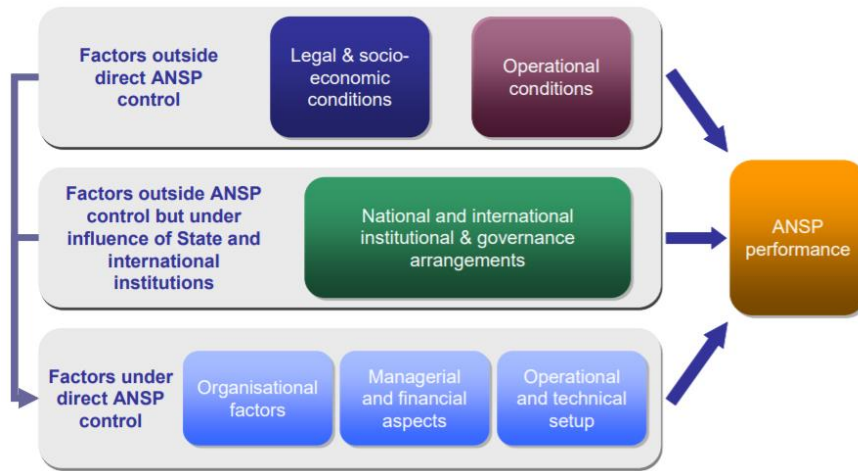 Factors outside
direct ANSP
control
Legal & socio-
economic
conditions
Operational
conditions
Factors outside ANSP
control but under
influence of State and
international
institutions
National and international
institutional & governance
arrangements
ANSP
performance
Factors under
direct ANSP
control
Organisational
factors
Managerial
and financial
aspects
Operational
and technical
setup